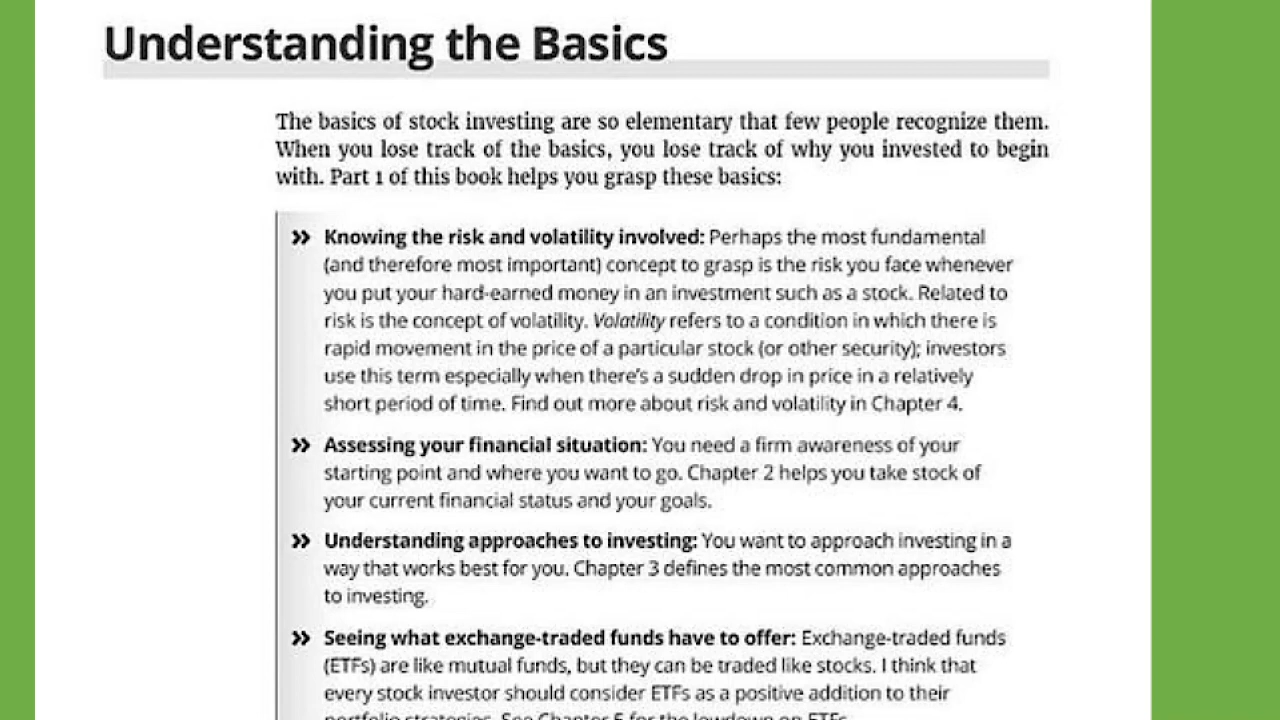 Understanding the Basics
The basics of stock investing are so elementary that few people recognize them.
When you lose track of the basics, you lose track of why you invested to begin
with. Part 1 of this book helps you grasp these basics:
» Knowing the risk and volatility involved: Perhaps the most fundamental
(and therefore most important) concept to grasp is the risk you face whenever
you put your hard-earned money in an investment such as a stock. Related to
risk is the concept of volatility. Volatility refers to a condition in which there is
rapid movement in the price of a particular stock (or other security); investors
use this term especially when there's a sudden drop in price in a relatively
short period of time. Find out more about risk and volatility in Chapter 4.
» Assessing your financial situation: You need a firm awareness of your
starting point and where you want to go. Chapter 2 helps you take stock of
your current financial status and your goals.
» Understanding approaches to investing: You want to approach investing in a
way that works best for you. Chapter 3 defines the most common approaches
to investing.
» Seeing what exchange-traded funds have to offer: Exchange-traded funds
(ETFs) are like mutual funds, but they can be traded like stocks. I think that
every stock investor should consider ETFs as a positive addition to their
portfolio strategies. See Chapter 5 for the lowdown on ETFs.